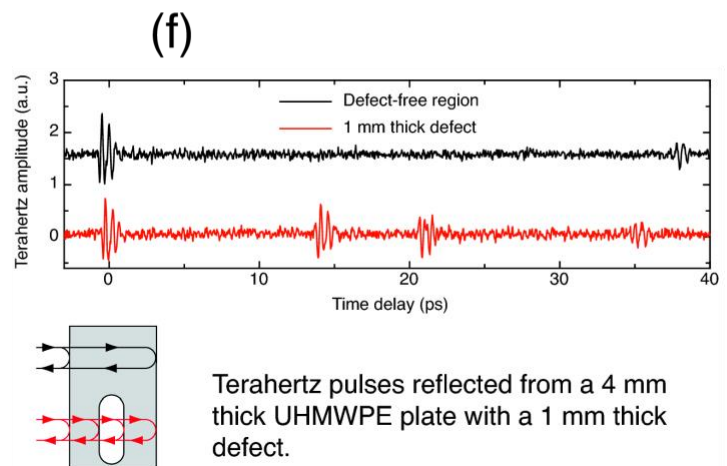 (f)
3
2
1
0
Terahertz amplitude (a.u.)
Defect-free region
1 mm thick defect
0
10
20
30
40
Time delay (ps)
Terahertz pulses reflected from a 4 mm
thick UHMWPE plate with a 1 mm thick
defect.